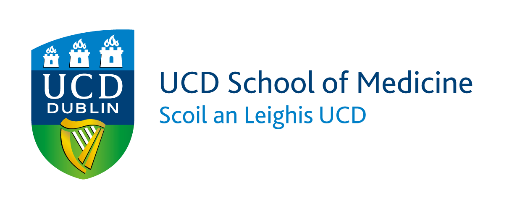 UCD
DUBLIN
UCD School of Medicine
Scoil an Leighis UCD